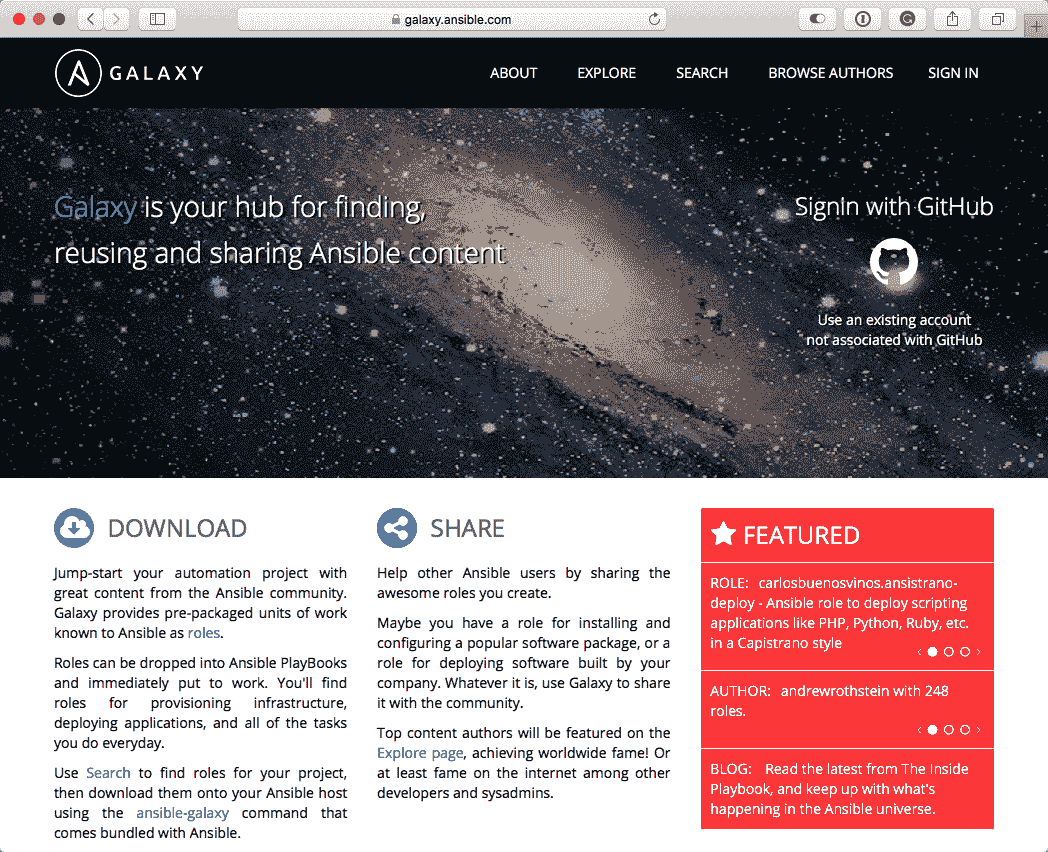 galaxy.ansible.com
GALAXY
ABOUT
EXPLORE
SEARCH
BROWSE AUTHORS
SIGN IN
Galaxy is your hub for finding,
reusing and sharing Ansible content
SignIn with GitHub
Use an existing account
not associated with GitHub
DOWNLOAD
Jump-start your automation project with
great content from the Ansible community.
Galaxy provides pre-packaged units of work
known to Ansible as roles.
Roles can be dropped into Ansible PlayBooks
and immediately put to work. You'll find
roles for provisioning infrastructure,
deploying applications, and all of the tasks
you do everyday.
Use Search to find roles for your project,
then download them onto your Ansible host
using the ansible-galaxy command that
comes bundled with Ansible.
SHARE
Help other Ansible users by sharing the
awesome roles you create.
Maybe you have a role for installing and
configuring a popular software package, or a
role for deploying software built by your
company. Whatever it is, use Galaxy to share
it with the community.
Top content authors will be featured on the
Explore page, achieving worldwide fame! Or
at least fame on the internet among other
developers and sysadmins.
FEATURED
ROLE: carlosbuenosvinos.ansistrano-
deploy - Ansible role to deploy scripting
applications like PHP, Python, Ruby, etc.
in a Capistrano style
AUTHOR: andrewrothstein with 248
roles.
BLOG: Read the latest from The Inside
Playbook, and keep up with what's
happening in the Ansible universe.